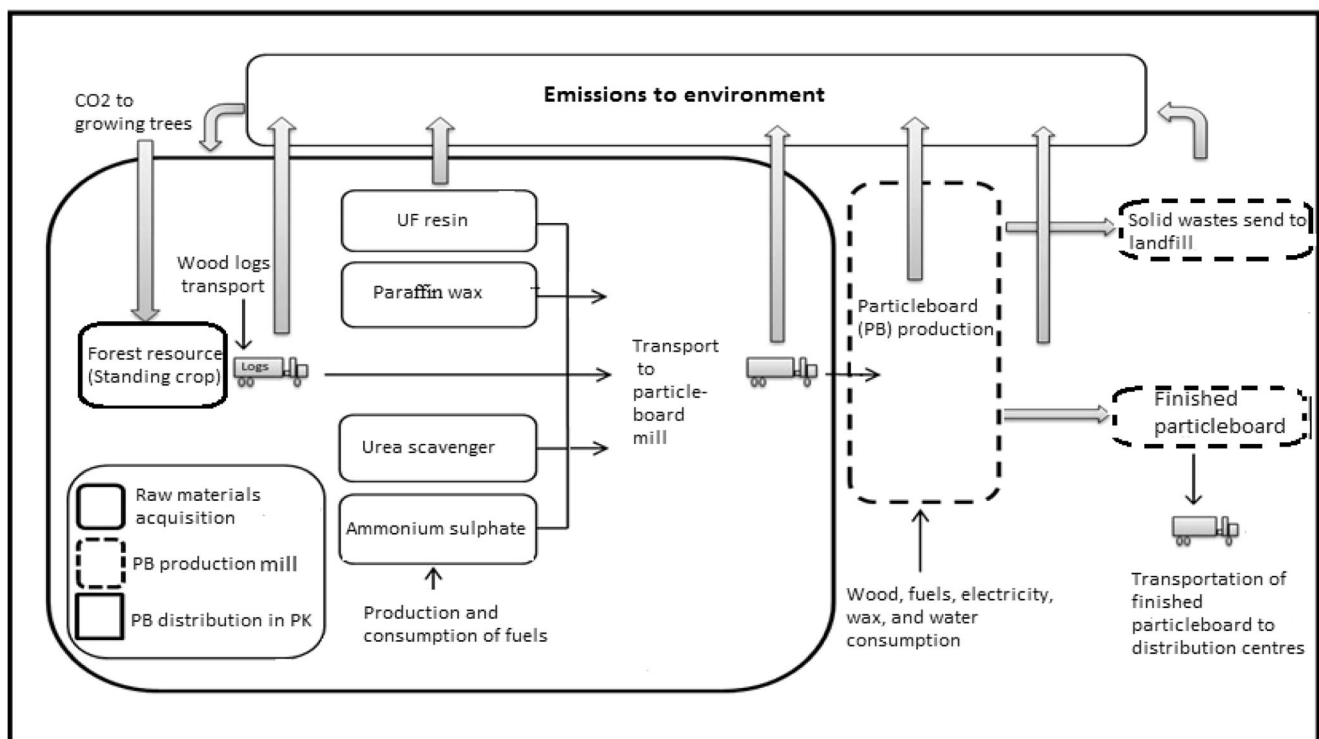 Emissions to environment
CO2 to
growing trees
UF resin
Paraffin wax
Wood logs
transport
Forest resource
(Standing crop)
Logs
Urea scavenger
Ammonium sulphate
Production and
consumption of fuels
Transport
to
particle-
board
mill
Particleboard
(PB) production
Wood, fuels, electricity,
wax, and water
consumption
Solid wastes send to
landfill
Finished
particleboard
Transportation of
finished
particleboard to
distribution centres
Raw materials
acquisition
PB production mill
PB distribution in PK